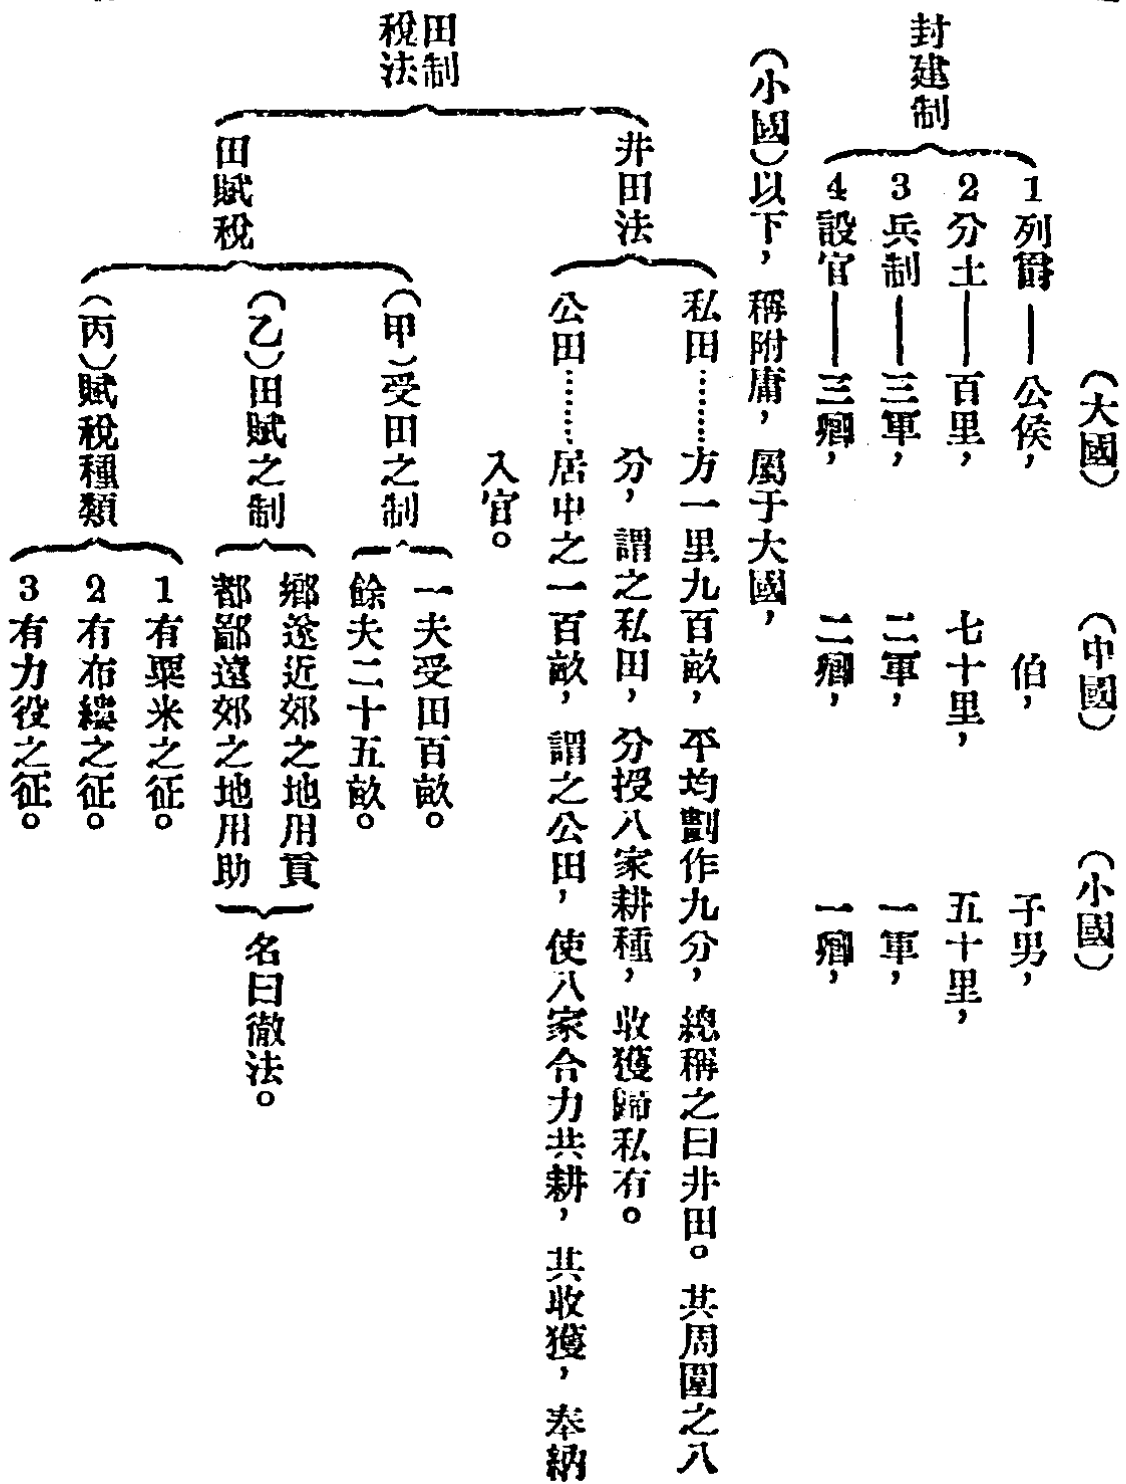 封建制
（大國）　（中國）　（小國）
1列爵——公侯，　伯，　子男，
2分土——百里，　七十里，　五十里，
3兵制——三軍，　二軍，　一軍，
4設官——三卿，　二卿，　一卿，
（小國）以下，稱附庸，屬于大國，
田制
稅法
井田法
私田……方一里九百畝，平均劃作九分，總稱之曰井田。其周圍之八
分，謂之私田，分授八家耕種，收獲歸私有。
公田……居中之一百畝，謂之公田，使八家合力共耕，其收獲，奉納
入官。
田賦稅
（甲）受田之制
一夫受田百畝。
餘夫二十五畝。
（乙）田賦之制
鄉遂近郊之地用貢
都鄙遠郊之地用助
名曰徹法。
（丙）賦稅種類
1有粟米之征。
2有布縷之征。
3有力役之征。